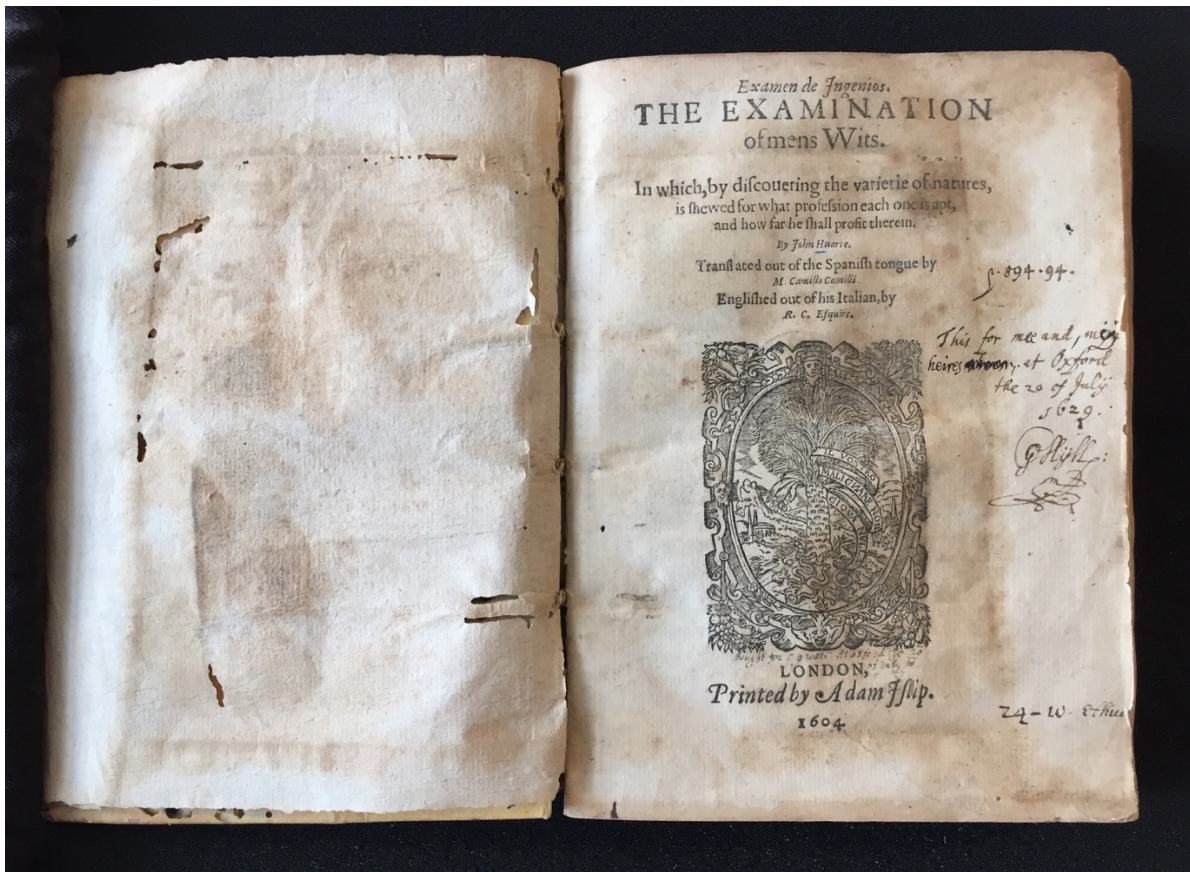 Examen de Ingenios.
THE EXAMINATION
of mens Wits.
In which, by diſcouering the varietie of natures,
is ſhewed for what profeſsion each one is apt,
and how far he ſhall profit therein.
By John Huarte.
Tranſlated out of the Spaniſh tongue by
M. Camillo Camilli.
Engliſhed out of his Italian, by
R. C. Eſquire.
.894.94.
This for mee and, my
heires at Oxford
the 20 of July
1629.
LONDON,
Printed by Adam Iſlip.
1604
24 -